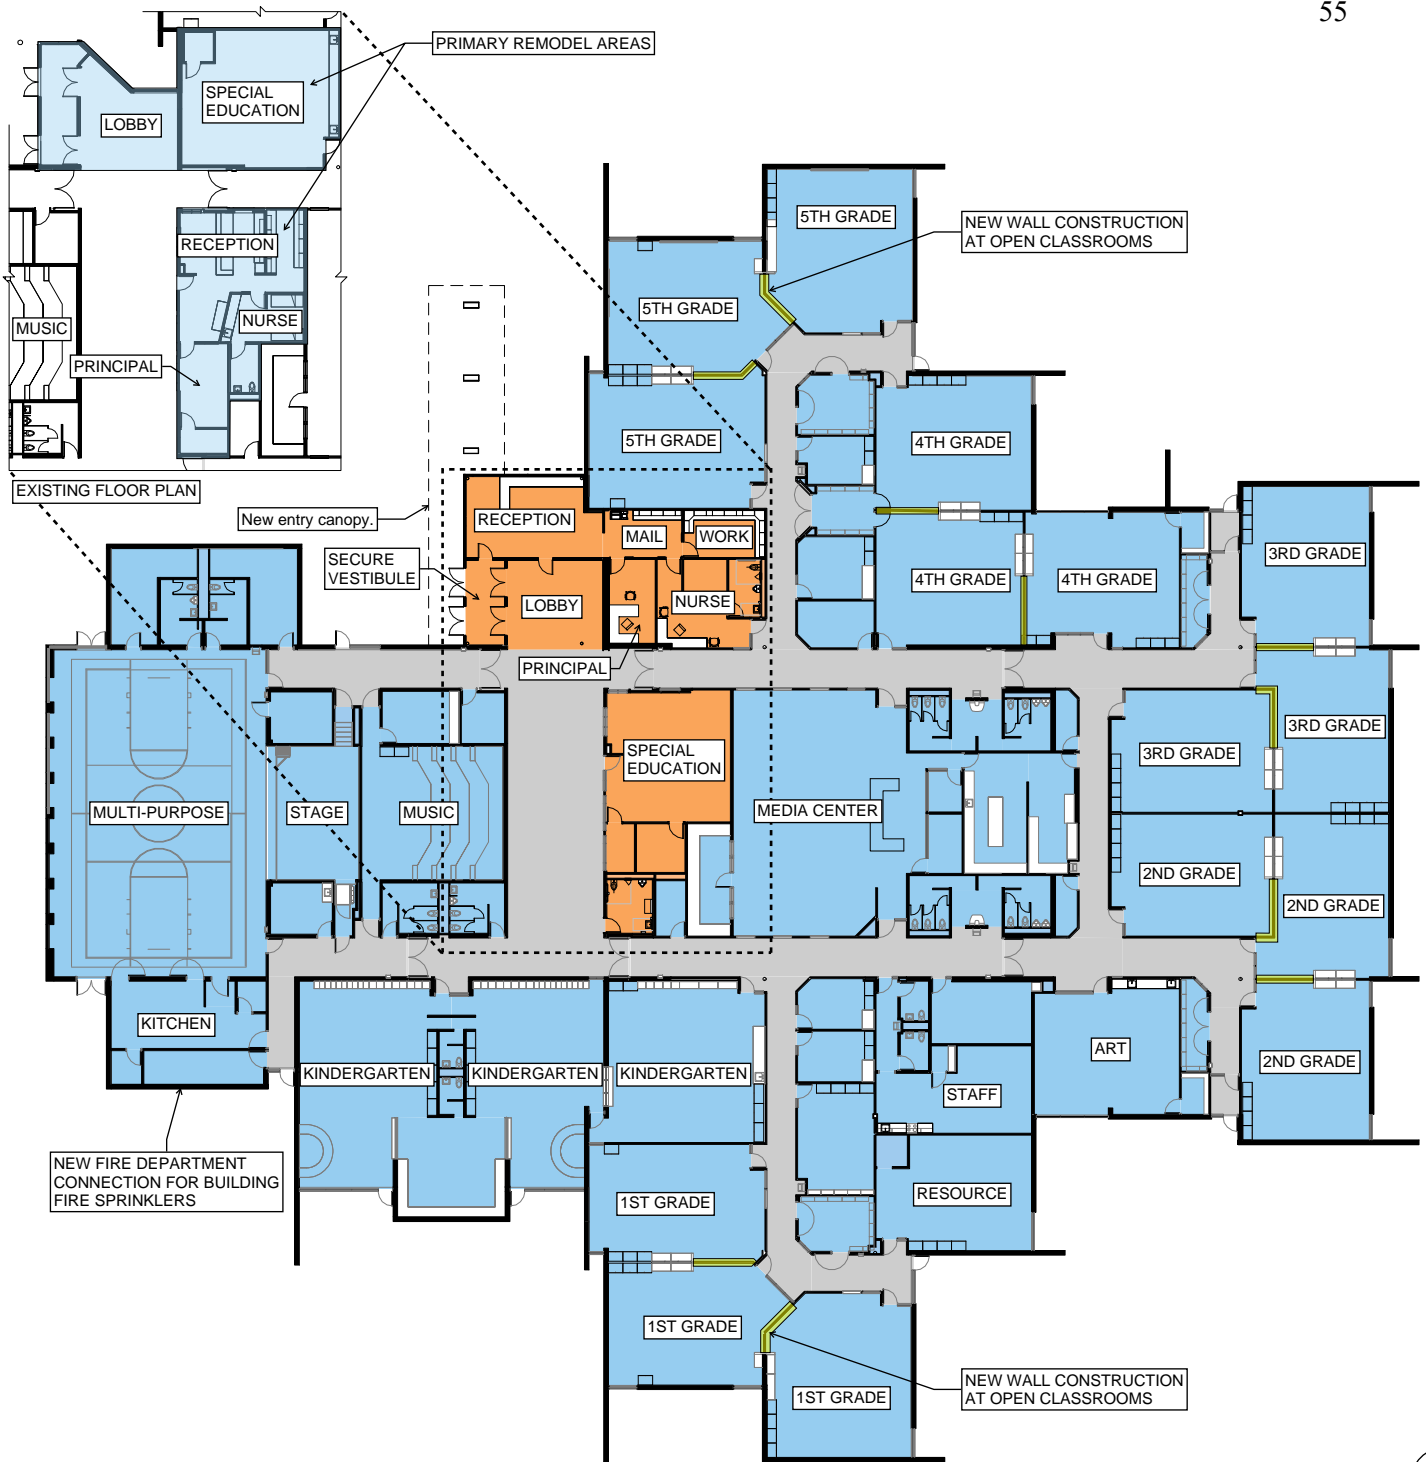 55
PRIMARY REMODEL AREAS
SPECIAL
EDUCATION
LOBBY
RECEPTION
NURSE
MUSIC
PRINCIPAL
EXISTING FLOOR PLAN
5TH GRADE
NEW WALL CONSTRUCTION
AT OPEN CLASSROOMS
5TH GRADE
5TH GRADE
4TH GRADE
New entry canopy.
RECEPTION
MAIL
WORK
SECURE
VESTIBULE
LOBBY
NURSE
PRINCIPAL
4TH GRADE
4TH GRADE
3RD GRADE
3RD GRADE
3RD GRADE
SPECIAL
EDUCATION
MULTI-PURPOSE
STAGE
MUSIC
MEDIA CENTER
2ND GRADE
2ND GRADE
KITCHEN
KINDERGARTEN
KINDERGARTEN
KINDERGARTEN
ART
2ND GRADE
STAFF
NEW FIRE DEPARTMENT
CONNECTION FOR BUILDING
FIRE SPRINKLERS
1ST GRADE
RESOURCE
1ST GRADE
1ST GRADE
NEW WALL CONSTRUCTION
AT OPEN CLASSROOMS